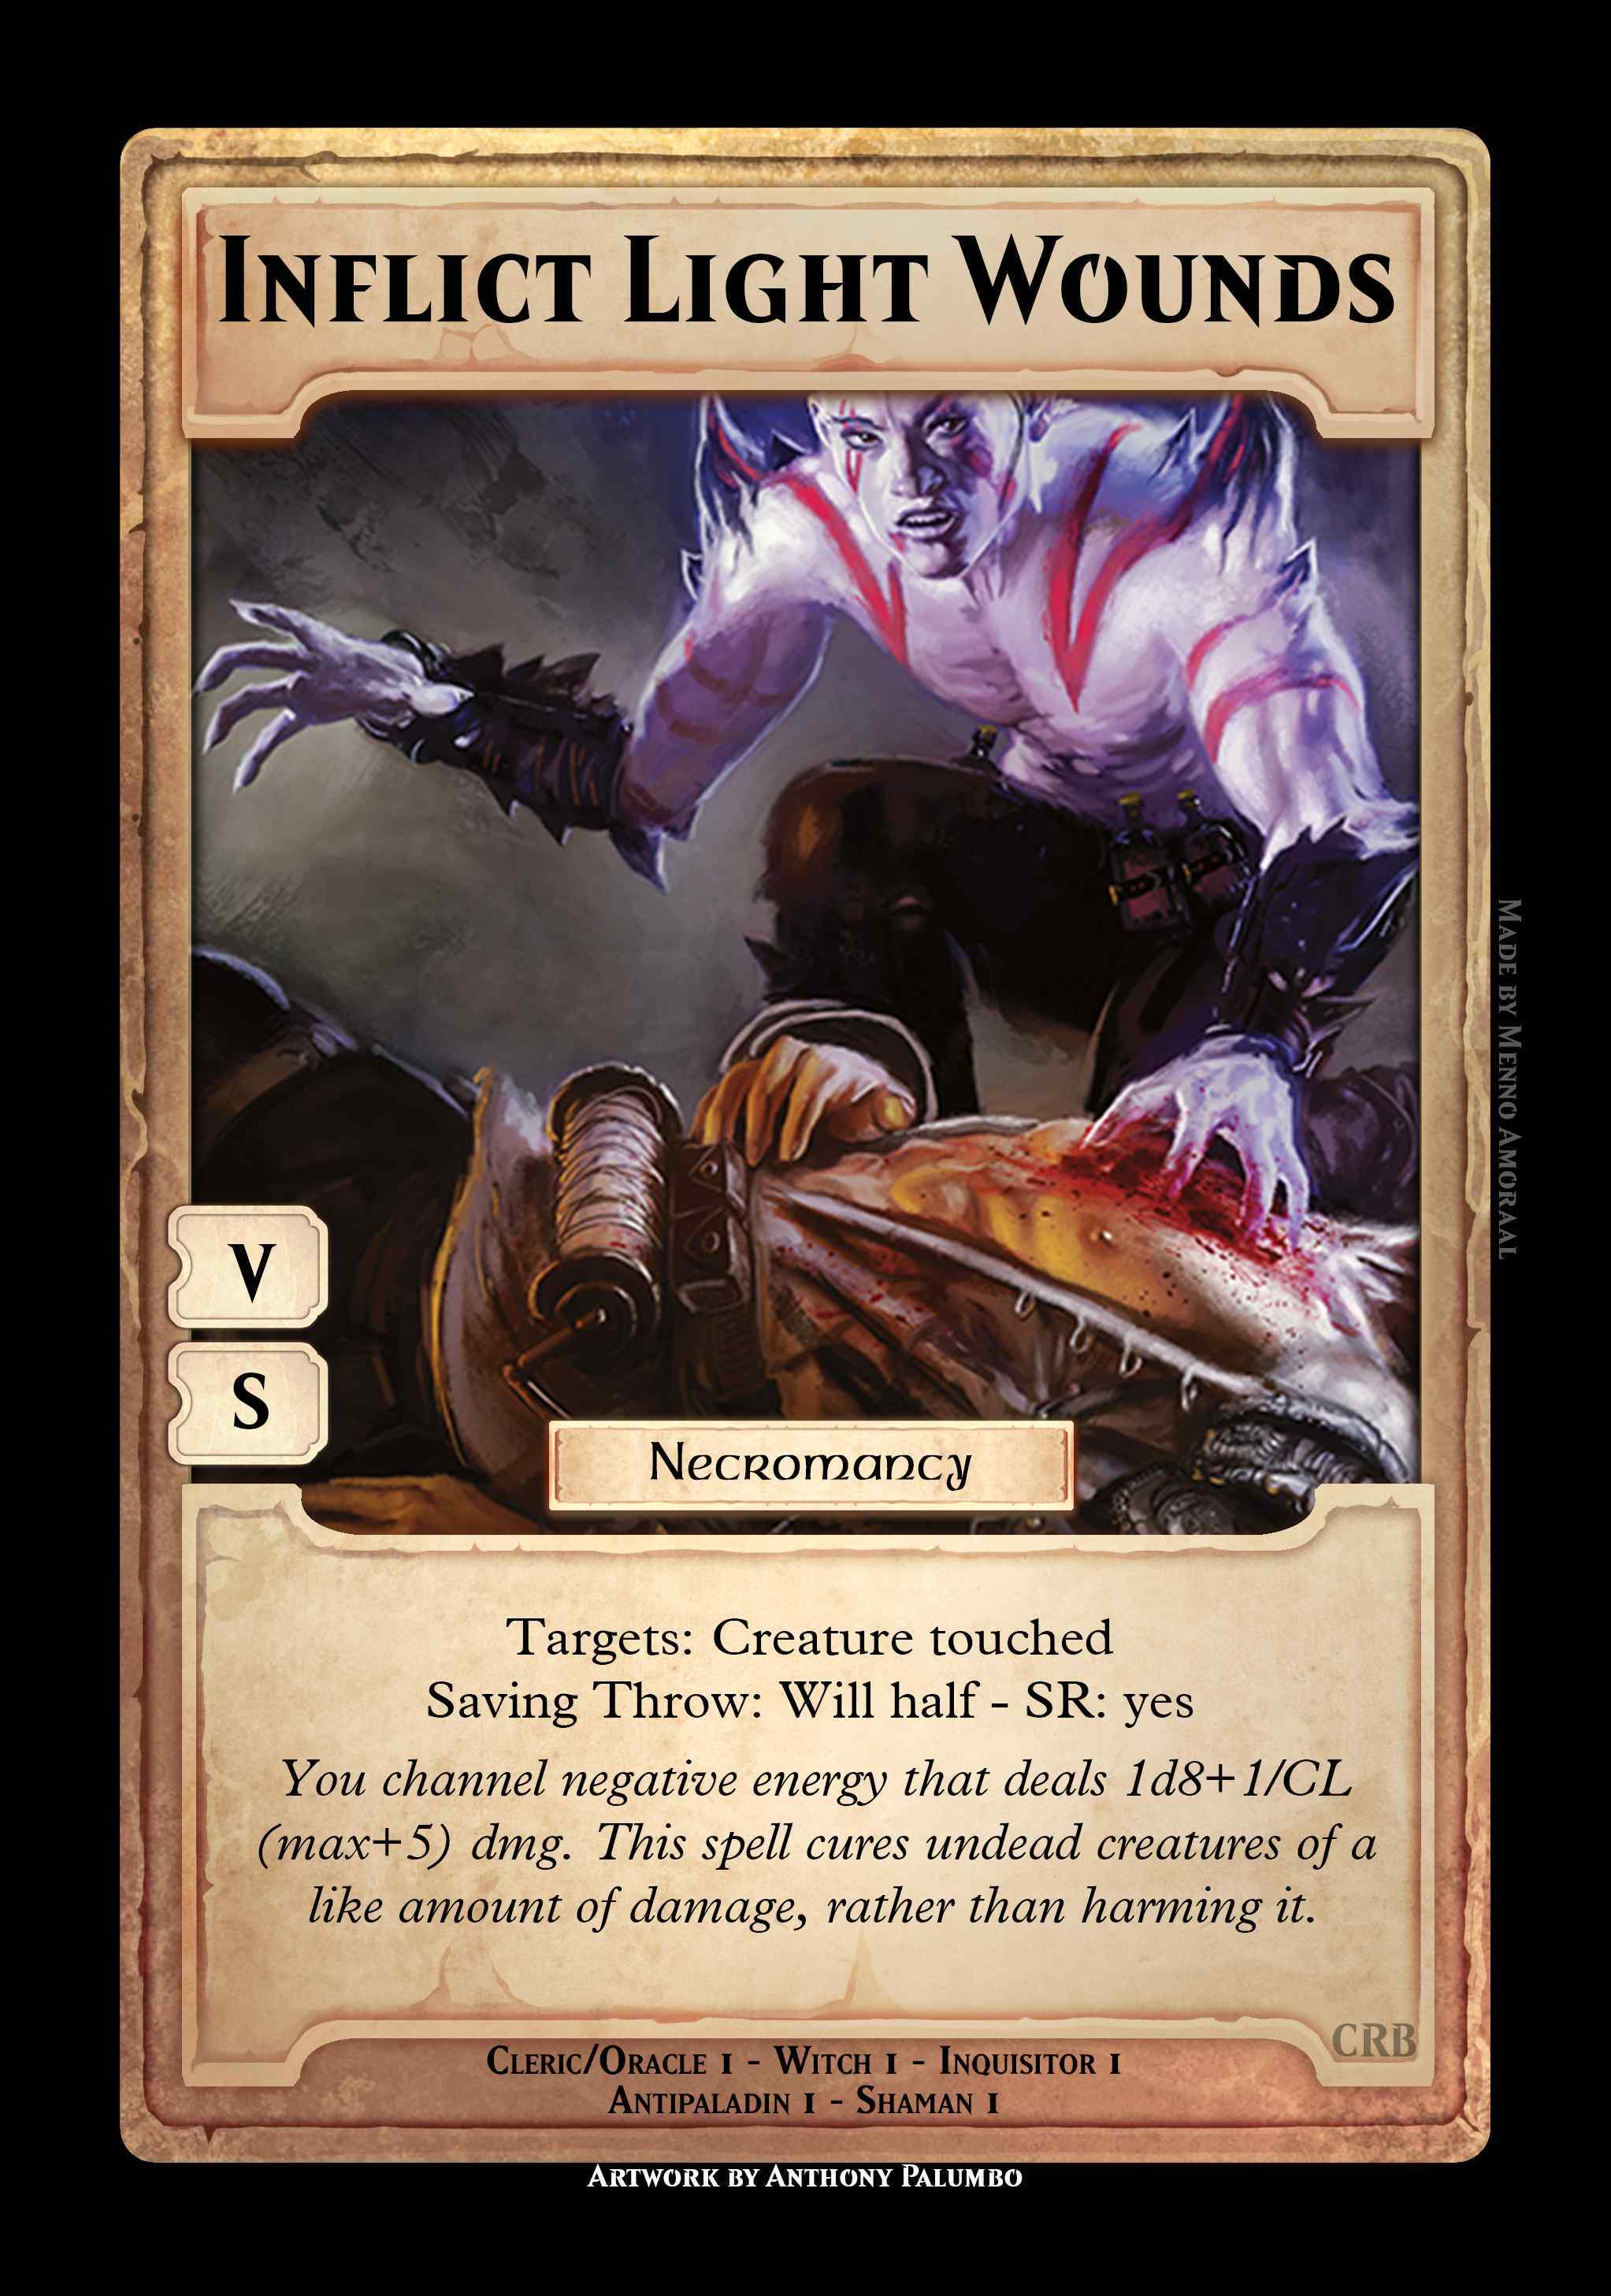 Inflict Light Wounds
Made by Menno Amoraal
V
S
Necromancy
Targets: Creature touched
Saving Throw: Will half - SR: yes
You channel negative energy that deals 1d8+1/CL
(max+5) dmg. This spell cures undead creatures of a
like amount of damage, rather than harming it.
CRB
Cleric/Oracle 1 - Witch 1 - Inquisitor 1
Antipaladin 1 - Shaman 1
Artwork by Anthony Palumbo